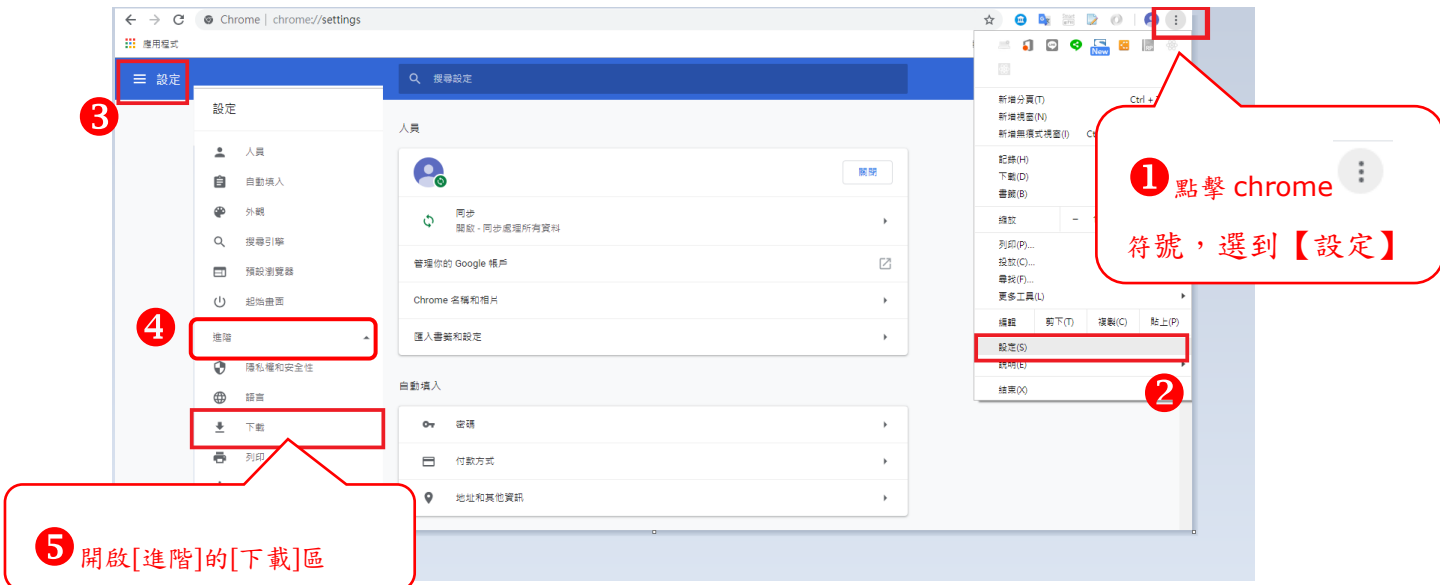 Chrome | chrome://settings
應用程式
New
設定
搜尋設定
❸
設定
人員
自動填入
外觀
搜尋引擎
預設瀏覽器
起始畫面
❹
進階
隱私權和安全性
語言
下載
列印
人員
關閉
同步
開啟 - 同步處理所有資料
管理你的 Google 帳戶
Chrome 名稱和相片
匯入書籤和設定
自動填入
密碼
付款方式
地址和其他資訊
新增分頁(T) Ctrl +
新增視窗(N)
新增無痕式視窗(I)
記錄(H)
下載(D)
書籤(B)
縮放 -
列印(P)...
投放(C)...
尋找(F)...
更多工具(L)
編輯 剪下(T) 複製(C) 貼上(P)
設定(S)
說明(E)
結束(X)
❷
❶點擊 chrome
符號，選到【設定】
❺開啟[進階]的[下載]區